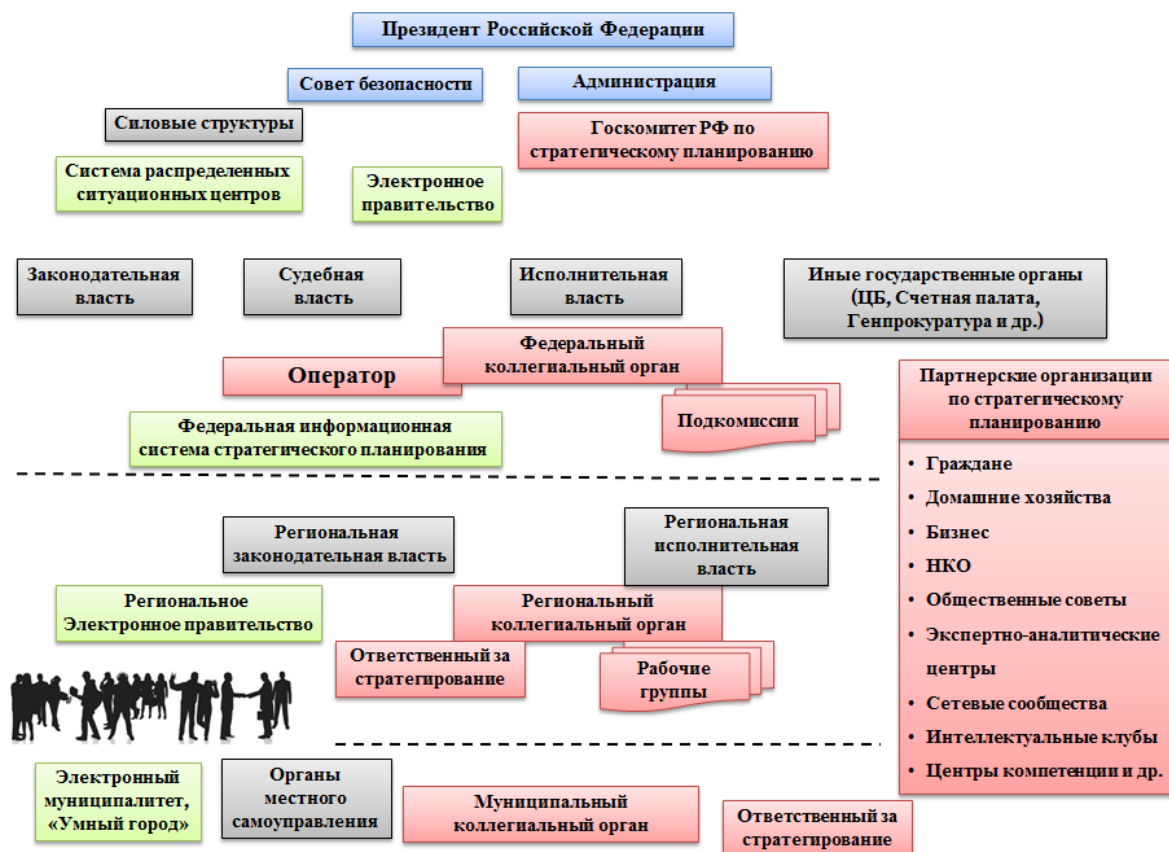 Президент Российской Федерации
Совет безопасности
Администрация
Силовые структуры
Госкомитет РФ по
стратегическому планированию
Система распределенных
ситуационных центров
Электронное
правительство
Законодательная
власть
Судебная
власть
Исполнительная
власть
Иные государственные органы
(ЦБ, Счетная палата,
Генпрокуратура и др.)
Федеральный
коллегиальный орган
Оператор
Подкомиссии
Федеральная информационная
система стратегического планирования
Партнерские организации
по стратегическому
планированию
• Граждане
• Домашние хозяйства
• Бизнес
• НКО
• Общественные советы
• Экспертно-аналитические
центры
• Сетевые сообщества
• Интеллектуальные клубы
• Центры компетенции и др.
Региональная
законодательная власть
Региональная
исполнительная
власть
Региональное
Электронное правительство
Региональный
коллегиальный орган
Ответственный за
стратегирование
Рабочие
группы
Электронный
муниципалитет,
«Умный город»
Органы
местного
самоуправления
Муниципальный
коллегиальный орган
Ответственный за
стратегирование